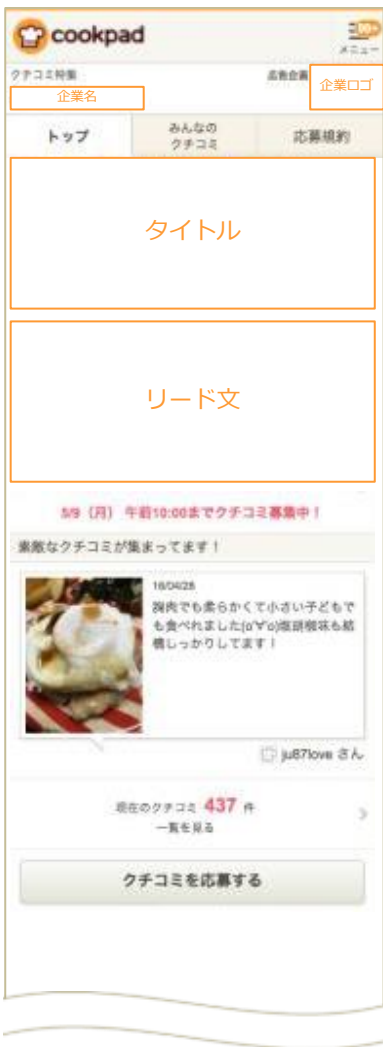 cookpad
メニュー
クチコミ特集
広告企画
企業名
企業ロゴ
トップ
みんなの
クチコミ
応募規約
タイトル
リード文
5/9（月） 午前10:00までクチコミ募集中！
素敵なクチコミが集まってます！
16/04/28
胸肉でも柔らかくて小さい子どもで
も食べれました(o'∀'o)塩胡椒味も結
構しっかりしてます！
ju87love さん
現在のクチコミ 437 件
一覧を見る
クチコミを応募する